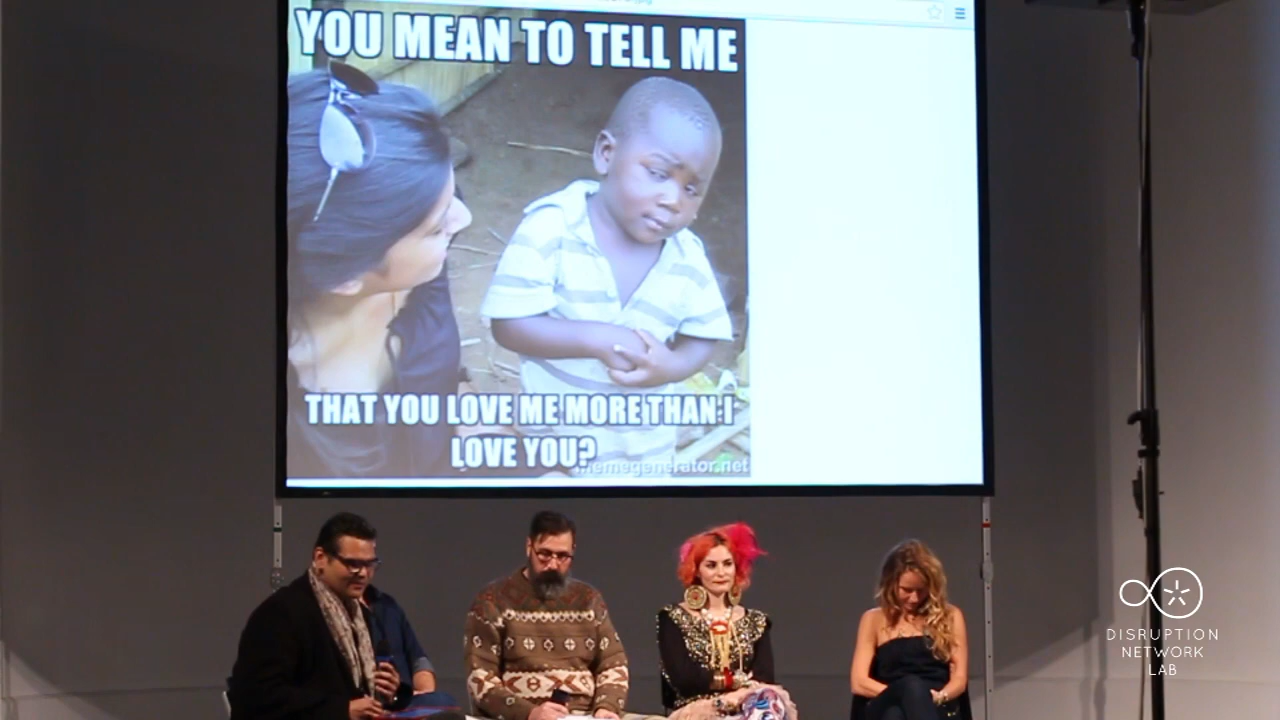 YOU MEAN TO TELL ME
THAT YOU LOVE ME MORE THAN I
LOVE YOU?
memegenerator.net
DISRUPTION
NETWORK
LAB